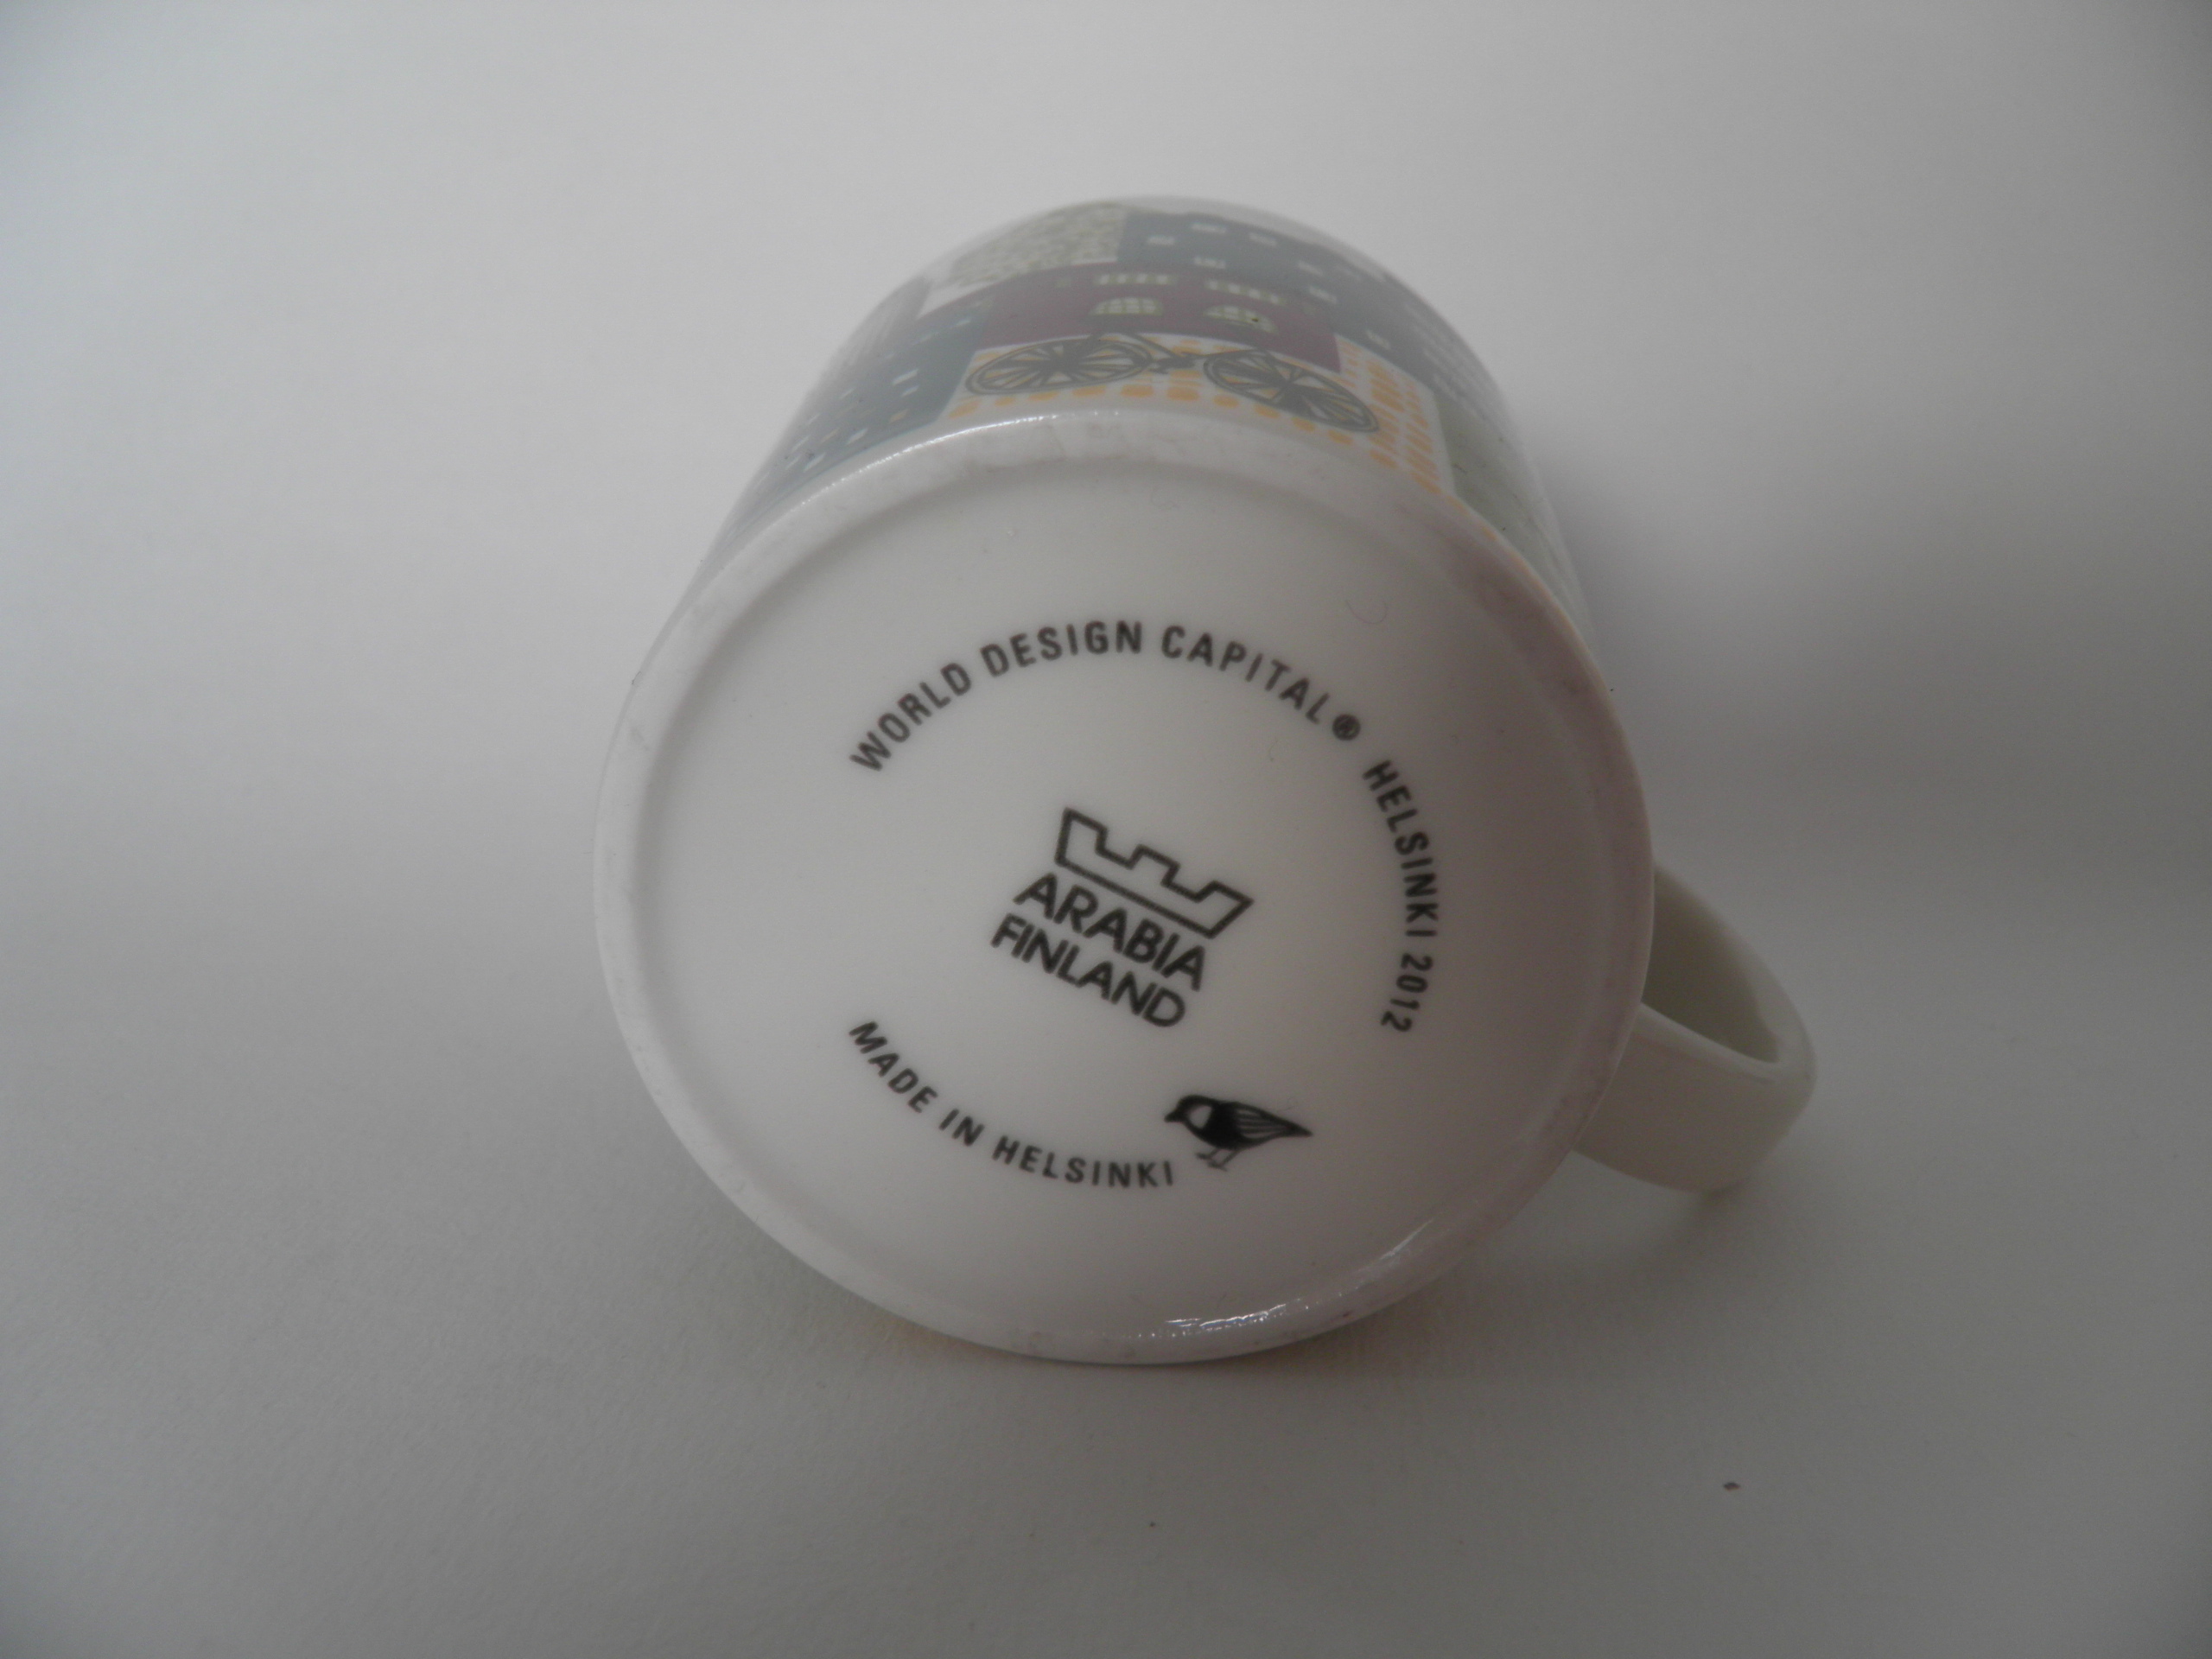 WORLD DESIGN CAPITAL® HELSINKI 2012
ARABIA
FINLAND
MADE IN HELSINKI